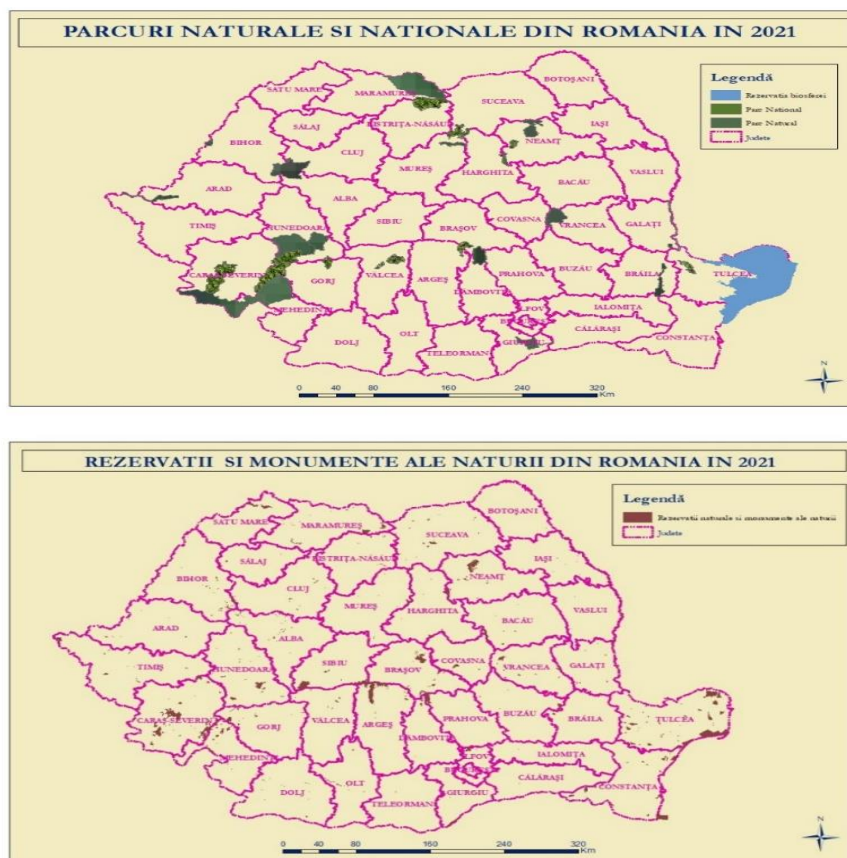 PARCURI NATURALE SI NATIONALE DIN ROMANIA IN 2021
Legendă
Rezervatia biosferei
Parc National
Parc Natural
Judete
BOTOȘANI
SATU MARE
MARAMUREȘ
SUCEAVA
SĂLAJ
BISTRIȚA-NĂSĂUD
IAȘI
BIHOR
CLUJ
NEAMȚ
MUREȘ
HARGHITA
VASLUI
ARAD
BACĂU
ALBA
TIMIȘ
HUNEDOARA
SIBIU
BRAȘOV
COVASNA
VRANCEA
GALAȚI
CARAȘ-SEVERIN
GORJ
VÂLCEA
ARGEȘ
PRAHOVA
BUZĂU
BRĂILA
TULCEA
DÂMBOVIȚA
MEHEDINȚI
ILFOV
IALOMIȚA
CĂLĂRAȘI
CONSTANȚA
DOLJ
OLT
TELEORMAN
GIURGIU
N
0 20 40 80 160 240 320
Km
REZERVATII SI MONUMENTE ALE NATURII DIN ROMANIA IN 2021
Legendă
Rezervatii naturale si monumente ale naturii
Judete
BOTOȘANI
SATU MARE
MARAMUREȘ
SUCEAVA
SĂLAJ
BISTRIȚA-NĂSĂUD
IAȘI
BIHOR
CLUJ
NEAMȚ
MUREȘ
HARGHITA
VASLUI
ARAD
BACĂU
ALBA
TIMIȘ
HUNEDOARA
SIBIU
BRAȘOV
COVASNA
VRANCEA
GALAȚI
CARAȘ-SEVERIN
GORJ
VÂLCEA
ARGEȘ
PRAHOVA
BUZĂU
BRĂILA
TULCEA
DÂMBOVIȚA
MEHEDINȚI
ILFOV
IALOMIȚA
CĂLĂRAȘI
CONSTANȚA
DOLJ
OLT
TELEORMAN
GIURGIU
N
0 20 40 80 160 240 320
Km